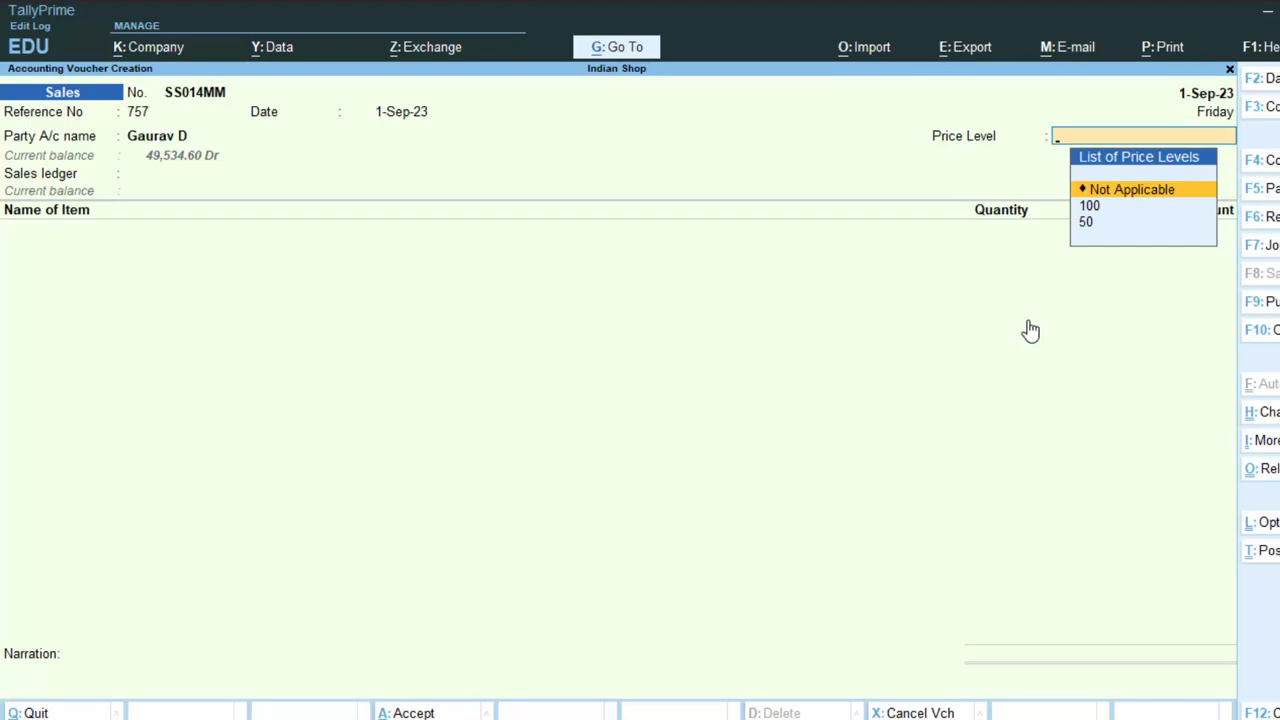 TallyPrime
Edit Log
MANAGE
EDU
K: Company
Y: Data
Z: Exchange
G: Go To
O: Import
E: Export
M: E-mail
P: Print
F1: He
Accounting Voucher Creation
Indian Shop
x
Sales No. SS014MM
1-Sep-23
Reference No : 757 Date : 1-Sep-23
Friday
Party A/c name : Gaurav D
Price Level :
Current balance : 49,534.60 Dr
Sales ledger :
Current balance :
List of Price Levels
♦ Not Applicable
100
50
Name of Item Quantity unt
Narration:
F2: Da
F3: Co
F4: Co
F5: Pa
F6: Re
F7: Jo
F8: Sa
F9: Pu
F10: O
F: Aut
H: Cha
I: More
O: Rel
L: Opt
T: Pos
Q: Quit
A: Accept
D: Delete
X: Cancel Vch
F12: C